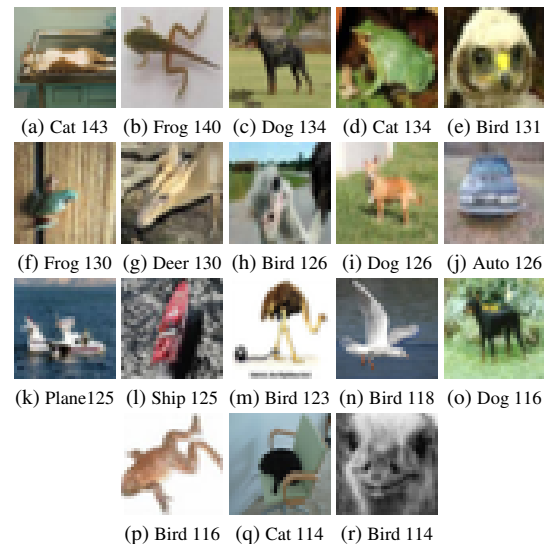 (a) Cat 143 (b) Frog 140 (c) Dog 134 (d) Cat 134 (e) Bird 131
(f) Frog 130 (g) Deer 130 (h) Bird 126 (i) Dog 126 (j) Auto 126
(k) Plane125 (l) Ship 125 (m) Bird 123 (n) Bird 118 (o) Dog 116
(p) Bird 116 (q) Cat 114 (r) Bird 114